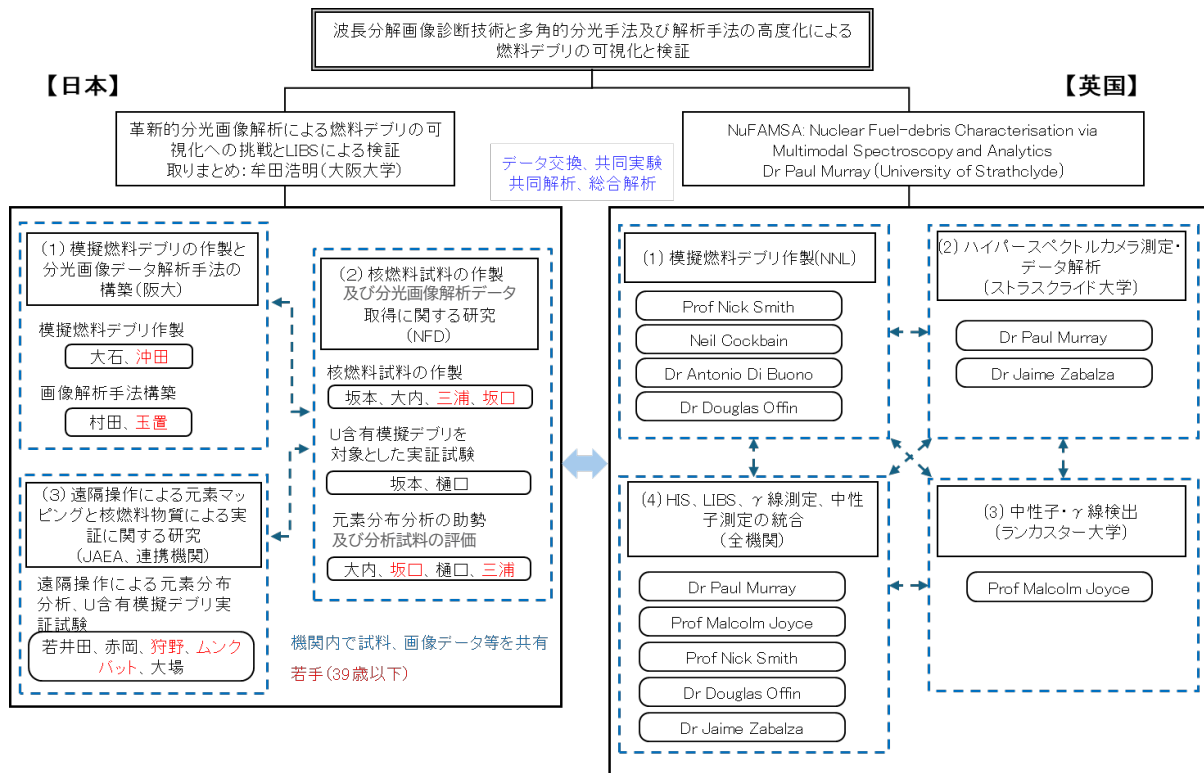 波長分解画像診断技術と多角的分光手法及び解析手法の高度化による
燃料デブリの可視化と検証
【日本】
【英国】
革新的分光画像解析による燃料デブリの可
視化への挑戦とLIBSによる検証
取りまとめ：牟田浩明（大阪大学）
データ交換、共同実験
共同解析、総合解析
NuFAMSA: Nuclear Fuel-debris Characterisation via
Multimodal Spectroscopy and Analytics
Dr Paul Murray (University of Strathclyde)
(1) 模擬燃料デブリの作製と
分光画像データ解析手法の
構築（阪大）
模擬燃料デブリ作製
大石、沖田
画像解析手法構築
村田、玉置
(2) 核燃料試料の作製
及び分光画像解析データ
取得に関する研究
（NFD）
核燃料試料の作製
坂本、大内、三浦、坂口
U含有模擬デブリを
対象とした実証試験
坂本、樋口
元素分布分析の助勢
及び分析試料の評価
大内、坂口、樋口、三浦
(3) 遠隔操作による元素マッ
ピングと核燃料物質による実
証に関する研究
（JAEA、連携機関）
遠隔操作による元素分布
分析、U含有模擬デブリ実
証試験
若井田、赤岡、狩野、ムンク
バット、大場
機関内で試料、画像データ等を共有
若手（39歳以下）
(1) 模擬燃料デブリ作製(NNL)
Prof Nick Smith
Neil Cockbain
Dr Antonio Di Buono
Dr Douglas Offin
(2) ハイパースペクトルカメラ測定・
データ解析
（ストラスクライド大学）
Dr Paul Murray
Dr Jaime Zabalza
(4) HIS、LIBS、γ線測定、中性
子測定の統合
（全機関）
Dr Paul Murray
Prof Malcolm Joyce
Prof Nick Smith
Dr Douglas Offin
Dr Jaime Zabalza
(3) 中性子・γ線検出
（ランカスター大学）
Prof Malcolm Joyce